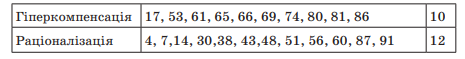 Гіперкомпенсація 17, 53, 61, 65, 66, 69, 74, 80, 81, 86 10
Раціоналізація 4, 7,14, 30,38, 43,48, 51, 56, 60, 87, 91 12